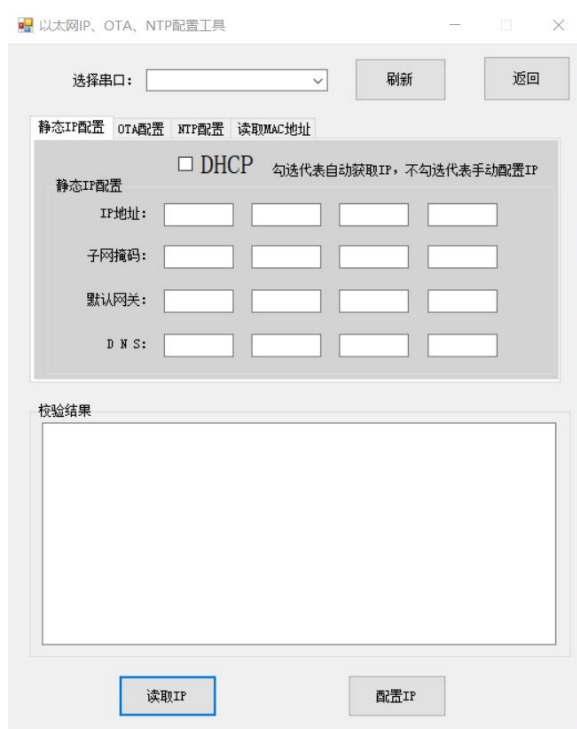 以太网IP、OTA、NTP配置工具
选择串口:
刷新
返回
静态IP配置 OTA配置 NTP配置 读取MAC地址
DHCP 勾选代表自动获取IP，不勾选代表手动配置IP
静态IP配置
IP地址:
子网掩码:
默认网关:
D N S:
校验结果
读取IP
配置IP